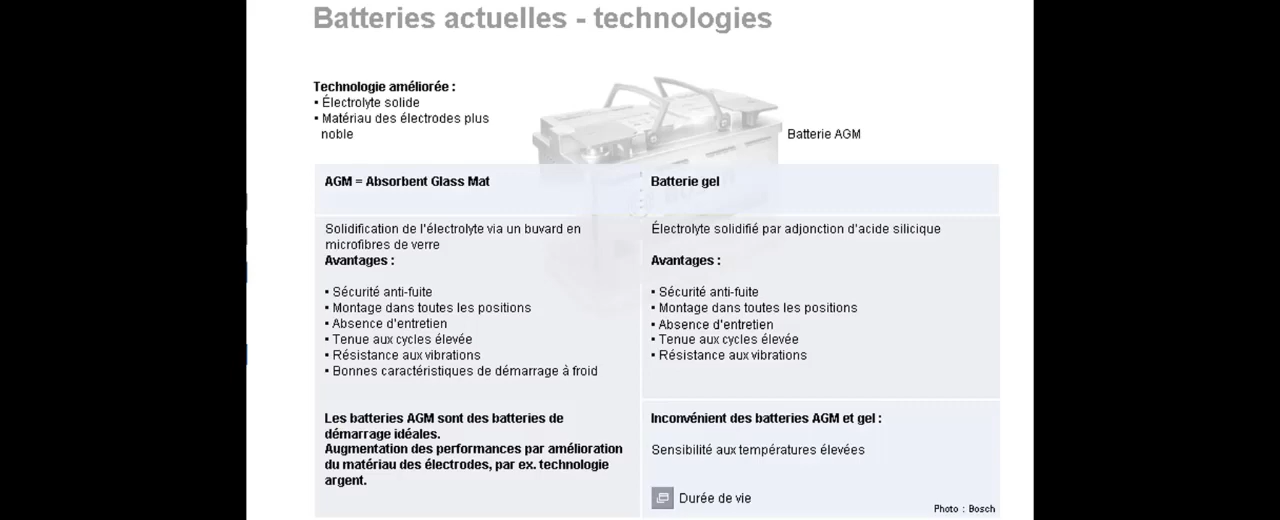 Batteries actuelles - technologies
Technologie améliorée :
▪ Électrolyte solide
▪ Matériau des électrodes plus
noble
Batterie AGM
AGM = Absorbent Glass Mat
Solidification de l'électrolyte via un buvard en
microfibres de verre
Avantages :
▪ Sécurité anti-fuite
▪ Montage dans toutes les positions
▪ Absence d'entretien
▪ Tenue aux cycles élevée
▪ Résistance aux vibrations
▪ Bonnes caractéristiques de démarrage à froid
Les batteries AGM sont des batteries de
démarrage idéales.
Augmentation des performances par amélioration
du matériau des électrodes, par ex. technologie
argent.
Batterie gel
Électrolyte solidifié par adjonction d'acide silicique
Avantages :
▪ Sécurité anti-fuite
▪ Montage dans toutes les positions
▪ Absence d'entretien
▪ Tenue aux cycles élevée
▪ Résistance aux vibrations
Inconvénient des batteries AGM et gel :
Sensibilité aux températures élevées
Durée de vie
Photo : Bosch